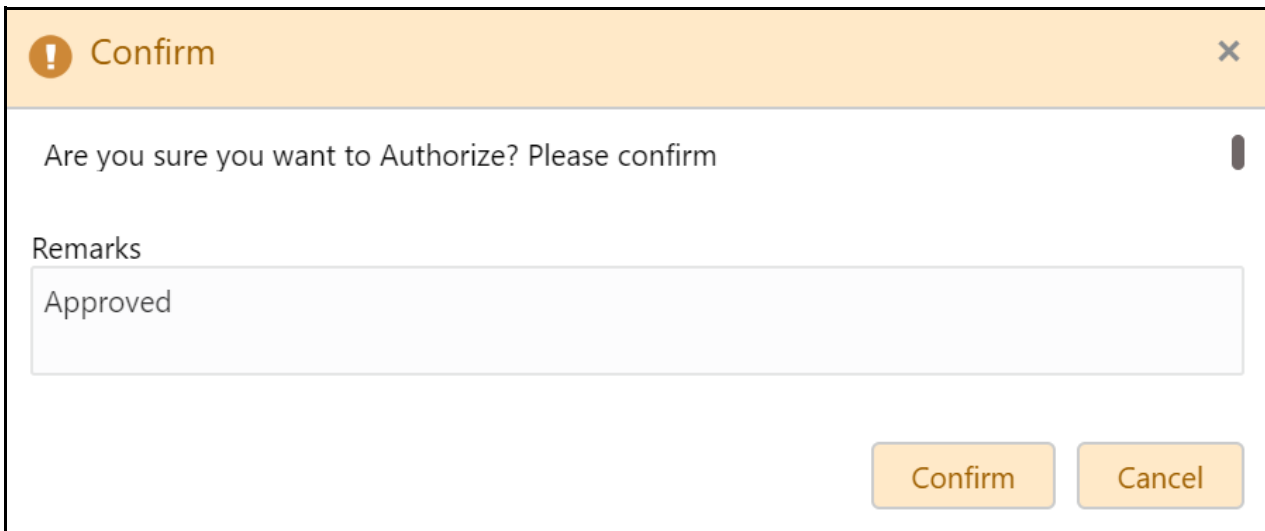 Confirm
Are you sure you want to Authorize? Please confirm
Remarks
Approved
Confirm Cancel